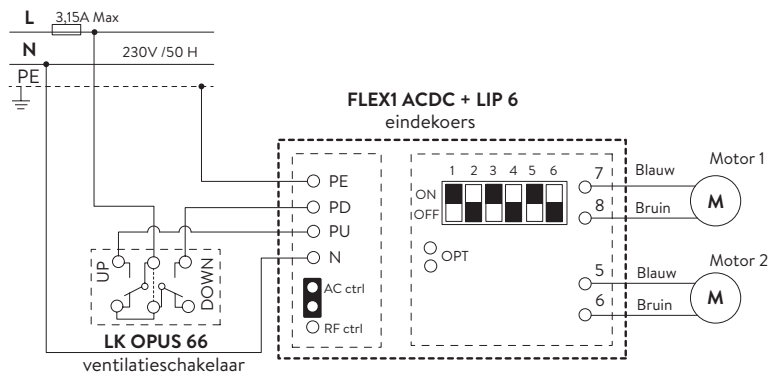 L
3,15A Max
N
230V /50 H
PE
FLEX1 ACDC + LIP 6
eindekoers
1 2 3 4 5 6
ON
OFF
7
Blauw
Motor 1
M
8
Bruin
PE
PD
PU
N
OPT
AC ctrl
RF ctrl
5
Blauw
Motor 2
M
6
Bruin
UP
DOWN
LK OPUS 66
ventilatieschakelaar